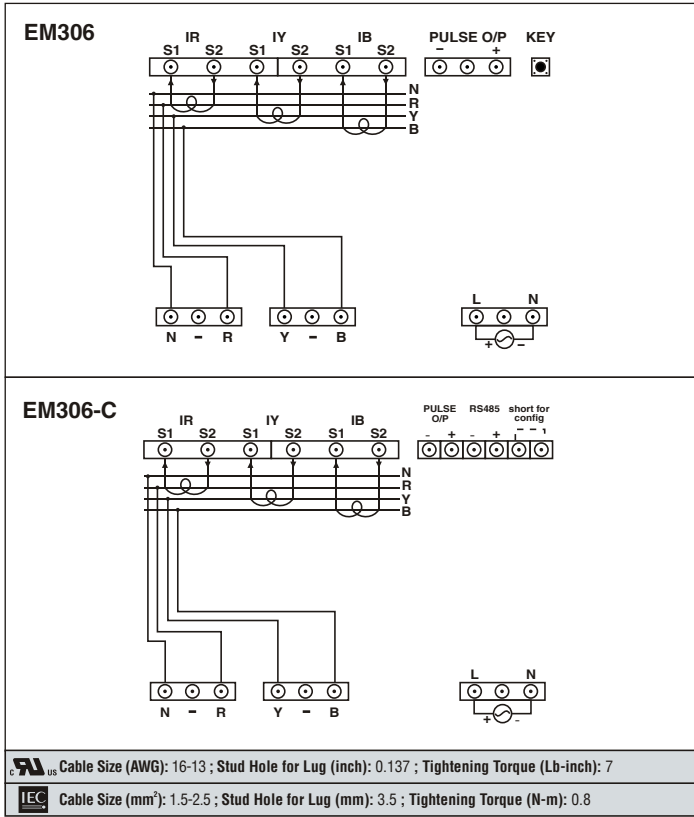 EM306
IR IY IB PULSE O/P KEY
S1 S2 S1 S2 S1 S2 − +
N
R
Y
B
L N
N – R Y – B
+ –
EM306-C
IR IY IB PULSE O/P RS485 short for config
S1 S2 S1 S2 S1 S2 - + - +
N
R
Y
B
L N
N – R Y – B
+ -
c RU us Cable Size (AWG): 16-13 ; Stud Hole for Lug (inch): 0.137 ; Tightening Torque (Lb-inch): 7
IEC Cable Size (mm²): 1.5-2.5 ; Stud Hole for Lug (mm): 3.5 ; Tightening Torque (N-m): 0.8